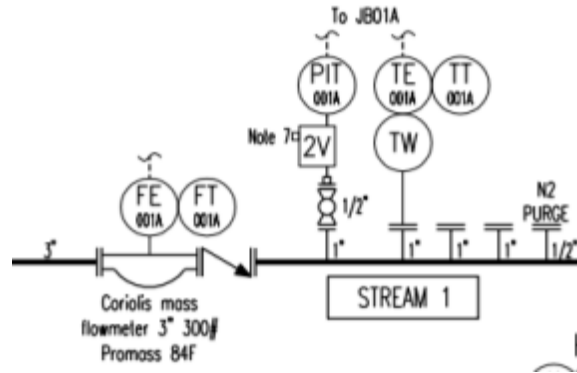 To JB01A
PIT
001A
TE
001A
TT
001A
Note 7
2V
TW
FE
001A
FT
001A
1/2"
N2
PURGE
3"
1"
1"
1"
1"
1/2"
Coriolis mass
flowmeter 3" 300#
Promass 84F
STREAM 1